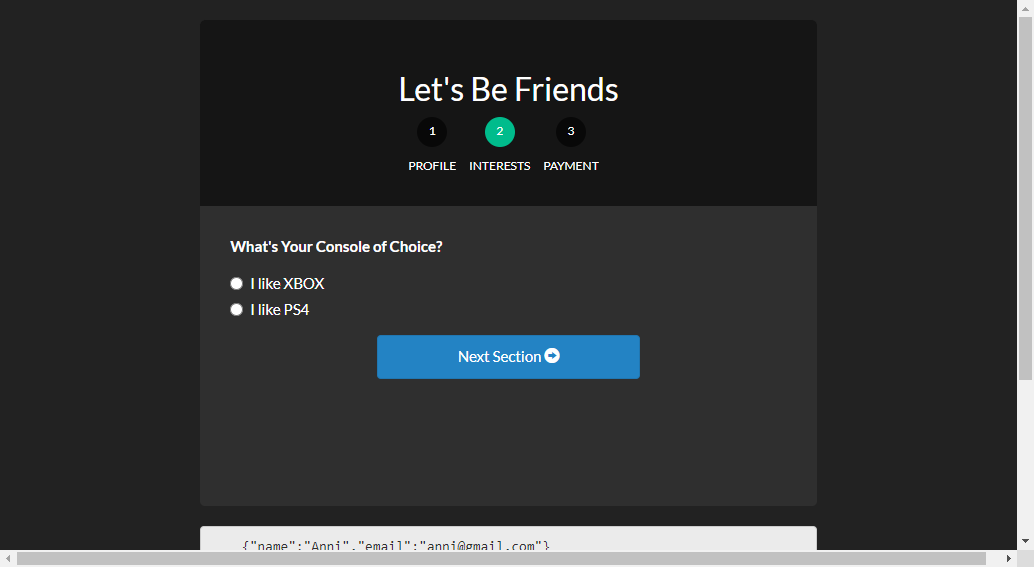 Let's Be Friends
1 2 3
PROFILE INTERESTS PAYMENT
What's Your Console of Choice?
I like XBOX
I like PS4
Next Section
{"name":"Anni","email":"anni@gmail.com"}